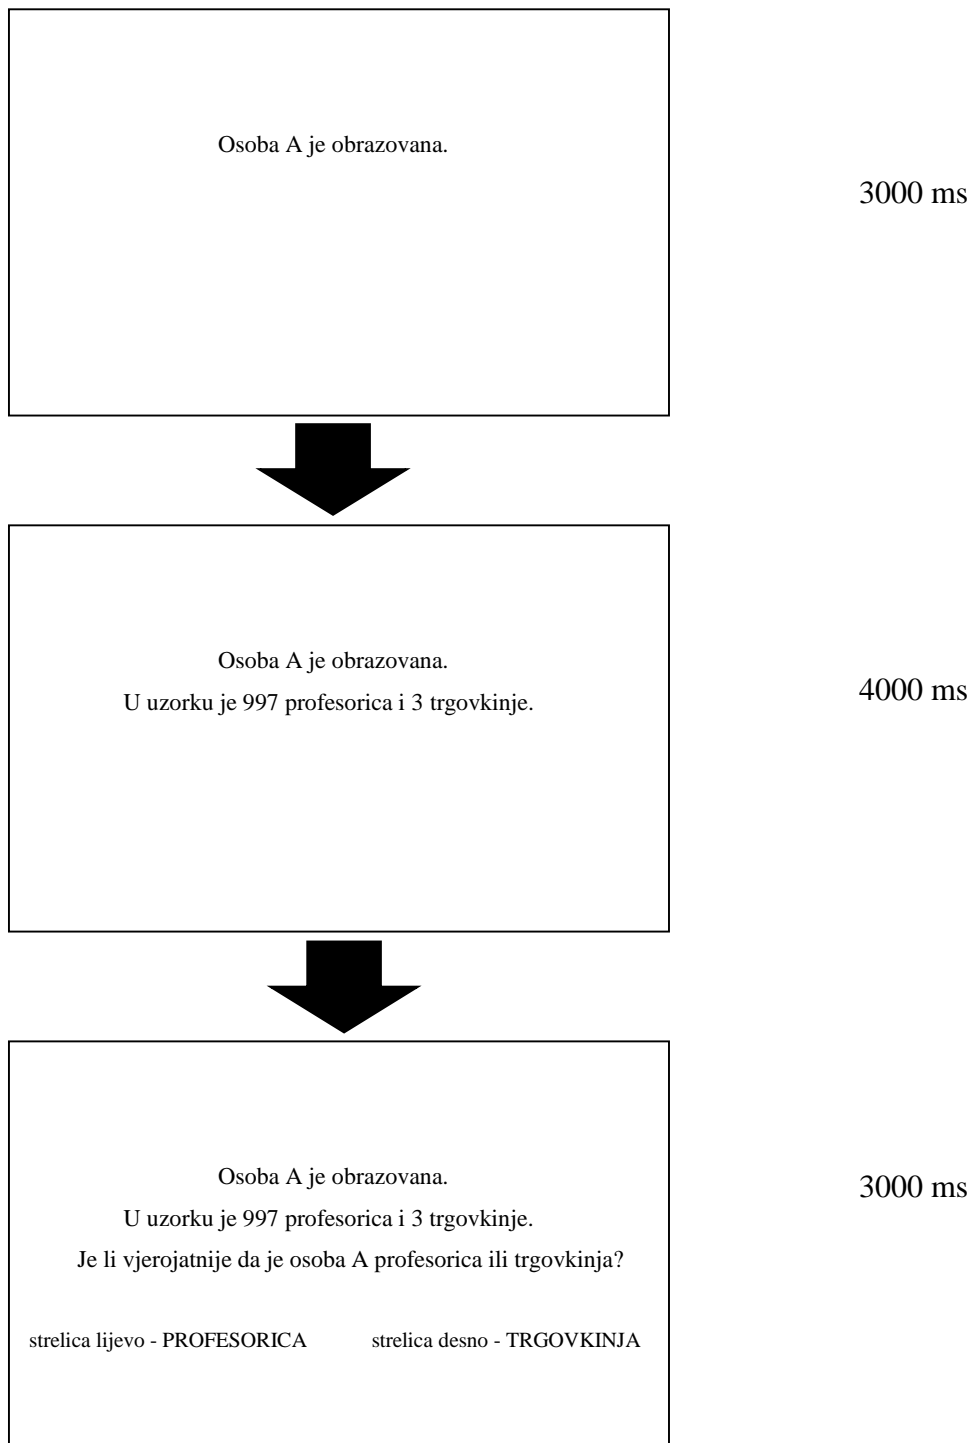 Osoba A je obrazovana.
3000 ms
Osoba A je obrazovana.
U uzorku je 997 profesorica i 3 trgovkinje.
4000 ms
Osoba A je obrazovana.
U uzorku je 997 profesorica i 3 trgovkinje.
Je li vjerojatnije da je osoba A profesorica ili trgovkinja?
strelica lijevo - PROFESORICA strelica desno - TRGOVKINJA
3000 ms